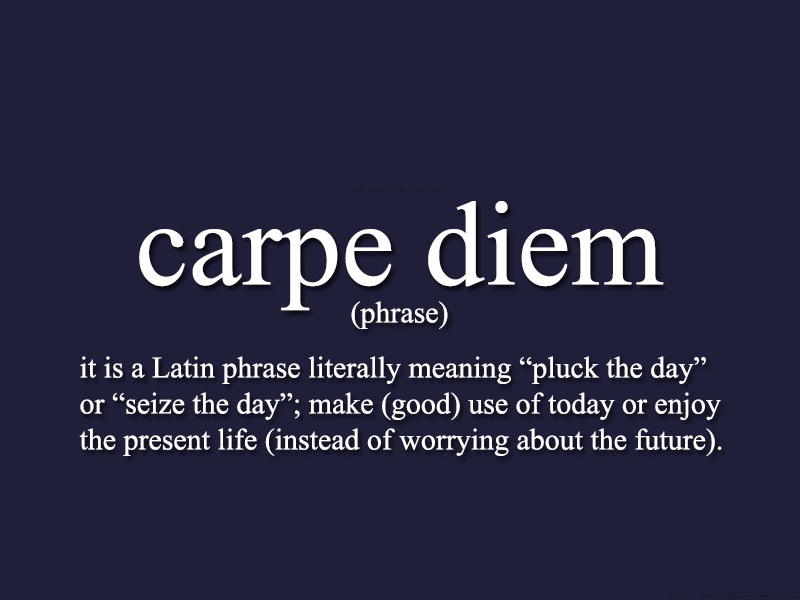 carpe diem
(phrase)
it is a Latin phrase literally meaning “pluck the day”
or “seize the day”; make (good) use of today or enjoy
the present life (instead of worrying about the future).